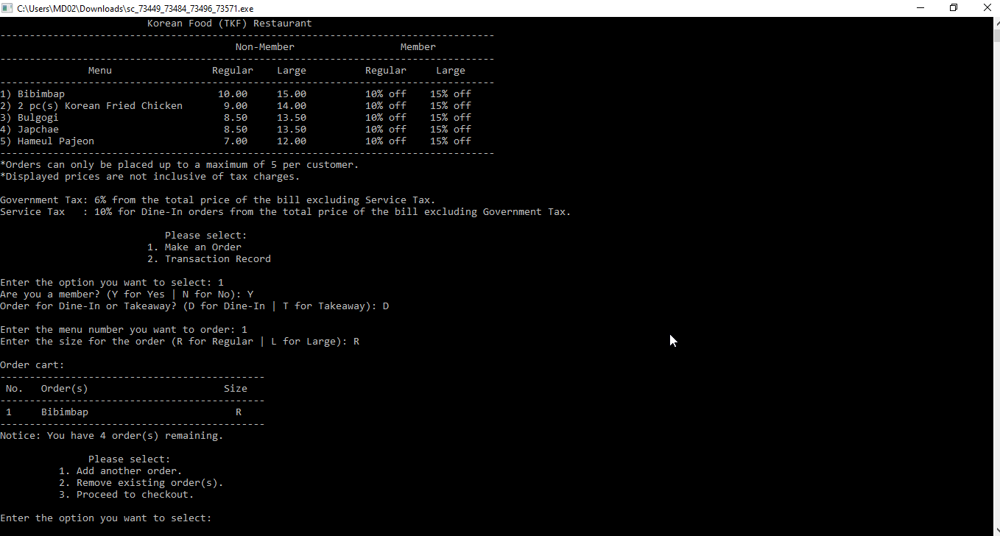 C:\Users\MD02\Downloads\sc_73449_73484_73496_73571.exe
Korean Food (TKF) Restaurant
------------------------------------------------------------------------------------
Non-Member Member
------------------------------------------------------------------------------------
Menu Regular Large Regular Large
------------------------------------------------------------------------------------
1) Bibimbap 10.00 15.00 10% off 15% off
2) 2 pc(s) Korean Fried Chicken 9.00 14.00 10% off 15% off
3) Bulgogi 8.50 13.50 10% off 15% off
4) Japchae 8.50 13.50 10% off 15% off
5) Hameul Pajeon 7.00 12.00 10% off 15% off
------------------------------------------------------------------------------------
*Orders can only be placed up to a maximum of 5 per customer.
*Displayed prices are not inclusive of tax charges.
Government Tax: 6% from the total price of the bill excluding Service Tax.
Service Tax : 10% for Dine-In orders from the total price of the bill excluding Government Tax.
Please select:
1. Make an Order
2. Transaction Record
Enter the option you want to select: 1
Are you a member? (Y for Yes | N for No): Y
Order for Dine-In or Takeaway? (D for Dine-In | T for Takeaway): D
Enter the menu number you want to order: 1
Enter the size for the order (R for Regular | L for Large): R
Order cart:
---------------------------------------------
No. Order(s) Size
---------------------------------------------
1 Bibimbap R
---------------------------------------------
Notice: You have 4 order(s) remaining.
Please select:
1. Add another order.
2. Remove existing order(s).
3. Proceed to checkout.
Enter the option you want to select: